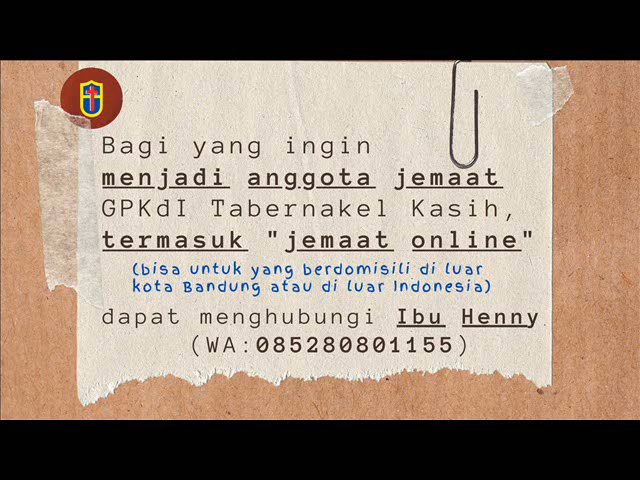 Bagi yang ingin
menjadi anggota jemaat
GPKdI Tabernakel Kasih,
termasuk "jemaat online"
(bisa untuk yang berdomisili di luar
kota Bandung atau di luar Indonesia)
dapat menghubungi Ibu Henny
(WA:085280801155)